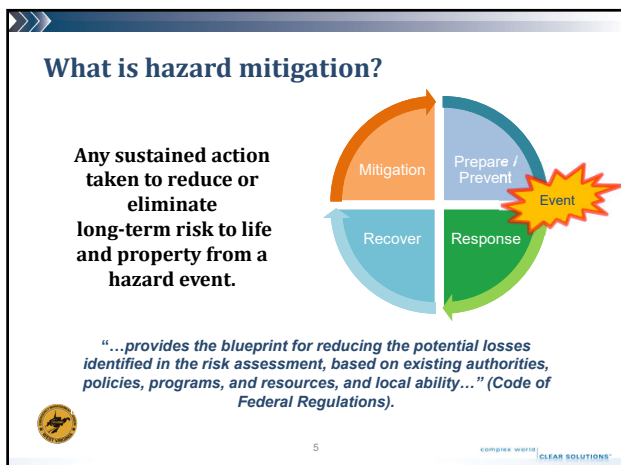 What is hazard mitigation?
Any sustained action
taken to reduce or
eliminate
long-term risk to life
and property from a
hazard event.
Mitigation
Prepare /
Prevent
Event
Recover
Response
“…provides the blueprint for reducing the potential losses
identified in the risk assessment, based on existing authorities,
policies, programs, and resources, and local ability…” (Code of
Federal Regulations).
WEST VIRGINIA
5
complex world
CLEAR SOLUTIONS™